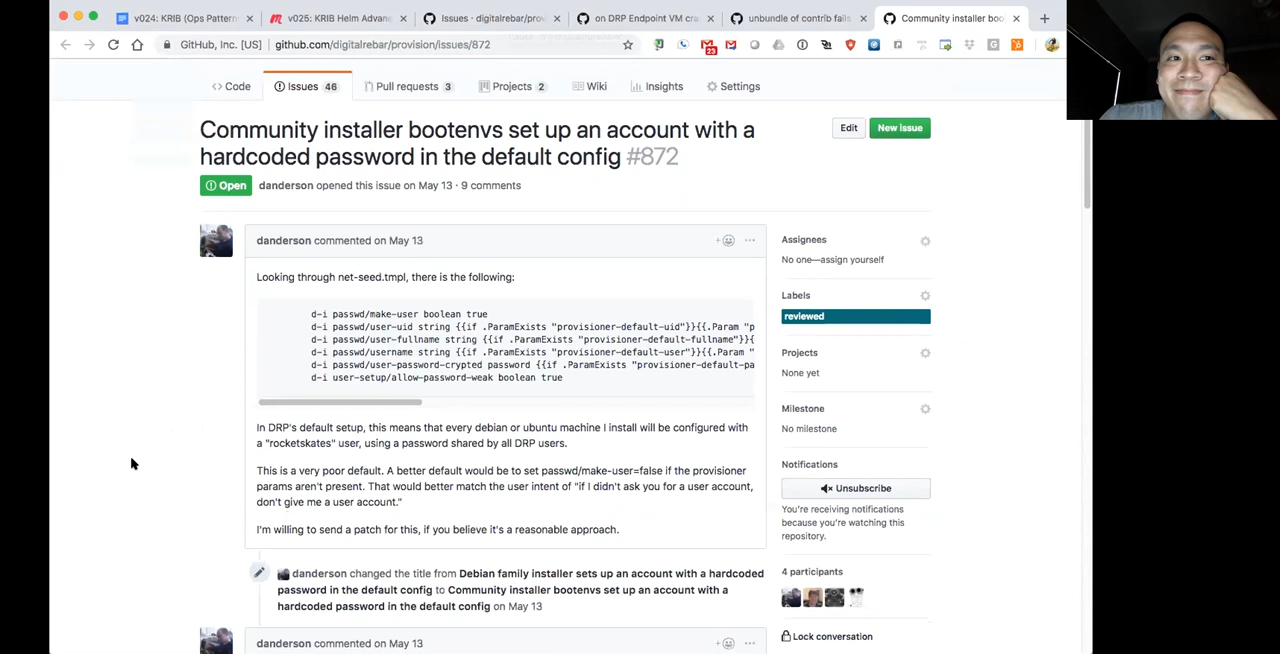 v024: KRIB (Ops Pattern
v025: KRIB Helm Advan
Issues · digitalrebar/prov
on DRP Endpoint VM cr
unbundle of contrib fails
Community installer boo
GitHub, Inc. [US]
github.com/digitalrebar/provision/issues/872
23
Code
Issues 46
Pull requests 3
Projects 2
Wiki
Insights
Settings
Community installer bootenvs set up an account with a
hardcoded password in the default config #872
Edit
New issue
Open
danderson opened this issue on May 13 · 9 comments
danderson commented on May 13
Looking through net-seed.tmpl, there is the following:
d-i passwd/make-user boolean true
d-i passwd/user-uid string {{if .ParamExists "provisioner-default-uid"}}{{.Param "p
d-i passwd/user-fullname string {{if .ParamExists "provisioner-default-fullname"}}{
d-i passwd/username string {{if .ParamExists "provisioner-default-user"}}{{.Param "
d-i passwd/user-password-crypted password {{if .ParamExists "provisioner-default-pa
d-i user-setup/allow-password-weak boolean true
In DRP's default setup, this means that every debian or ubuntu machine I install will be configured with
a "rocketskates" user, using a password shared by all DRP users.
This is a very poor default. A better default would be to set passwd/make-user=false if the provisioner
params aren't present. That would better match the user intent of "if I didn't ask you for a user account,
don't give me a user account."
I'm willing to send a patch for this, if you believe it's a reasonable approach.
danderson changed the title from Debian family installer sets up an account with a hardcoded
password in the default config to Community installer bootenvs set up an account with a
hardcoded password in the default config on May 13
danderson commented on May 13
Assignees
No one—assign yourself
Labels
reviewed
Projects
None yet
Milestone
No milestone
Notifications
Unsubscribe
You're receiving notifications
because you're watching this
repository.
4 participants
Lock conversation